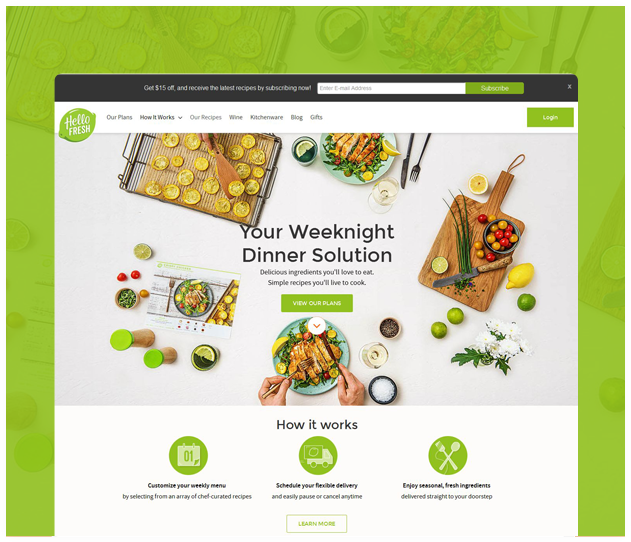 Get $15 off, and receive the latest recipes by subscribing now!
Enter E-mail Address
Subscribe
X
Hello
FRESH
Our Plans
How It Works
Our Recipes
Wine
Kitchenware
Blog
Gifts
Login
Your Weeknight
Dinner Solution
Delicious ingredients you'll love to eat.
Simple recipes you'll live to cook.
VIEW OUR PLANS
How it works
01
Customize your weekly menu
by selecting from an array of chef-curated recipes
Schedule your flexible delivery
and easily pause or cancel anytime
Enjoy seasonal, fresh ingredients
delivered straight to your doorstep
LEARN MORE